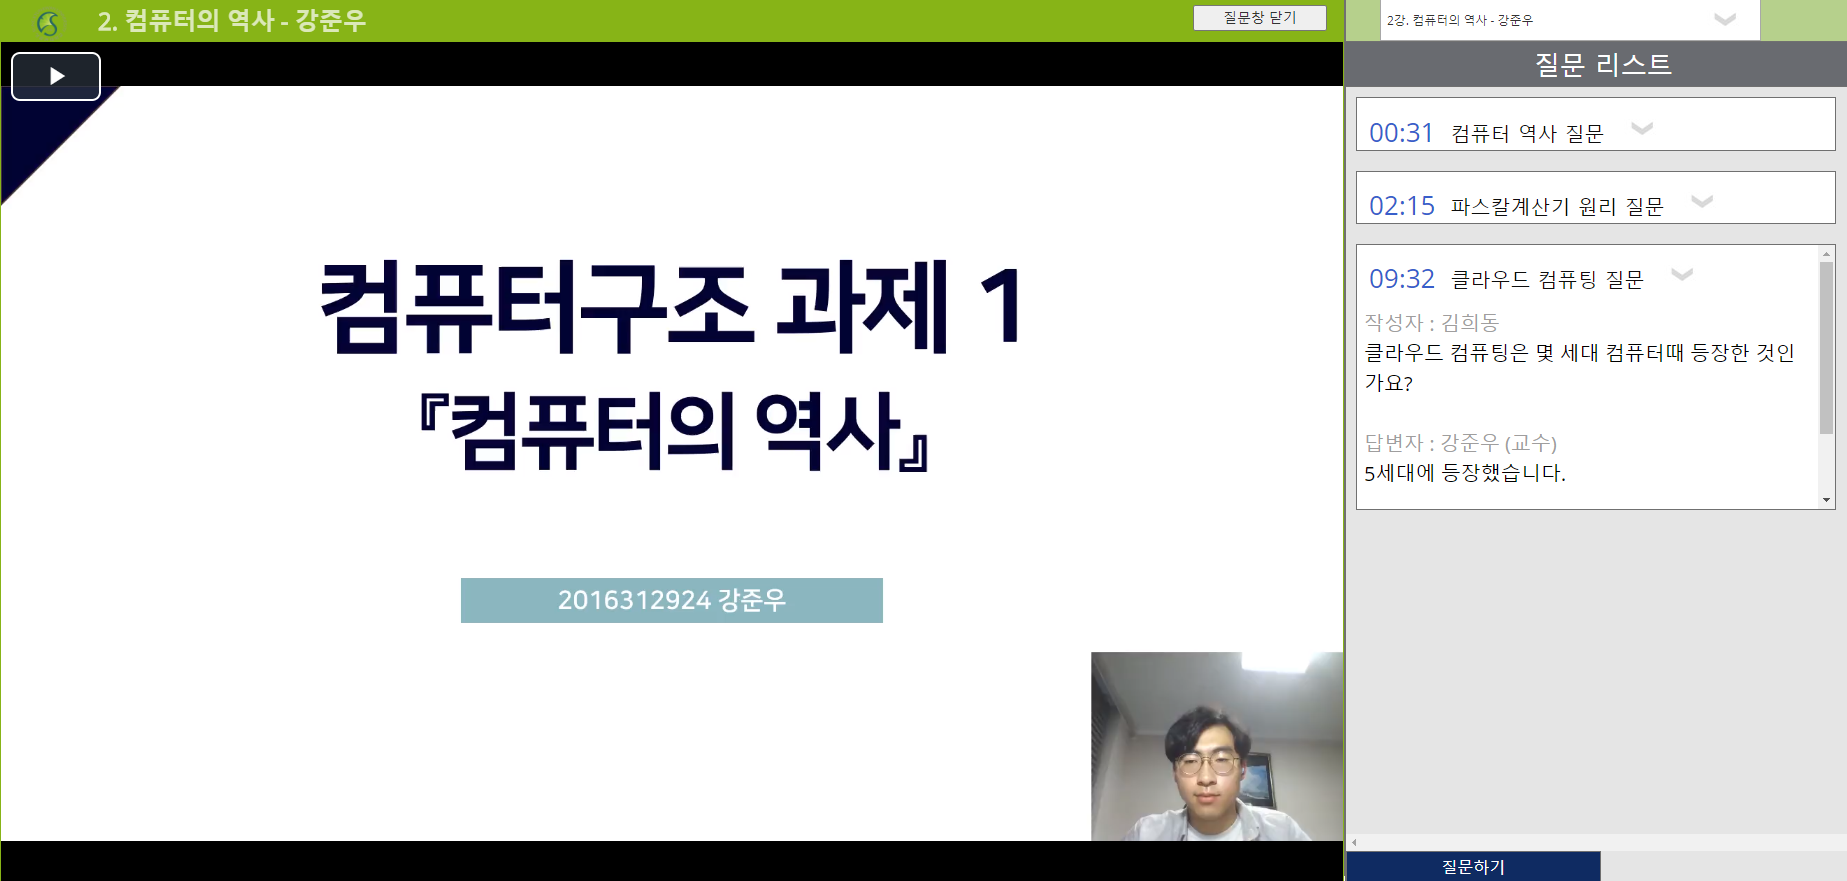 2. 컴퓨터의 역사 - 강준우
질문창 닫기
2강. 컴퓨터의 역사 - 강준우
질문 리스트
00:31 컴퓨터 역사 질문
02:15 파스칼계산기 원리 질문
09:32 클라우드 컴퓨팅 질문
작성자 : 김희동
클라우드 컴퓨팅은 몇 세대 컴퓨터때 등장한 것인
가요?
답변자 : 강준우 (교수)
5세대에 등장했습니다.
질문하기
컴퓨터구조 과제 1
『컴퓨터의 역사』
2016312924 강준우